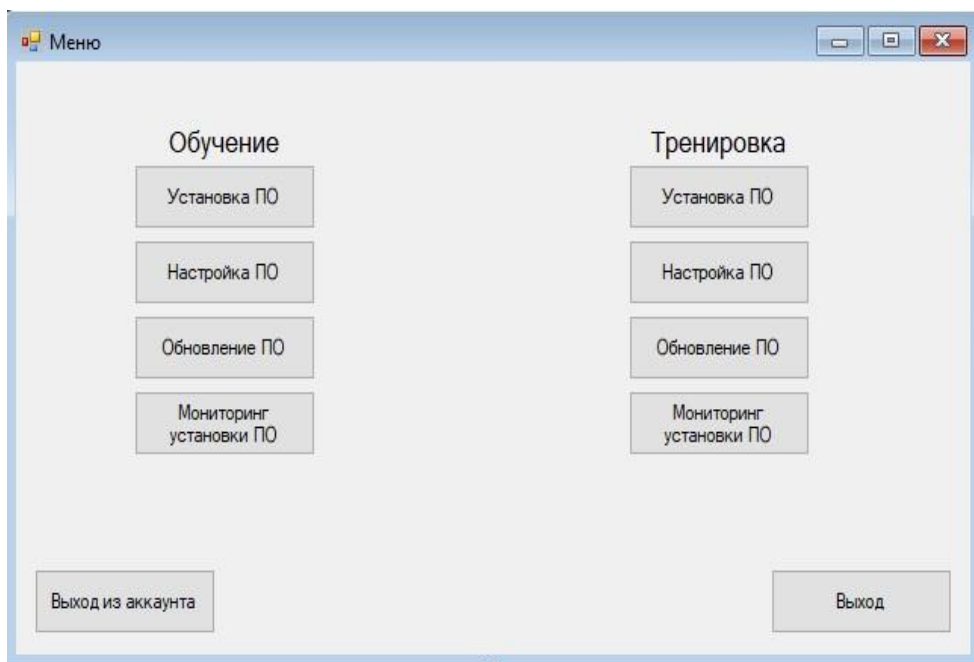 Меню
Обучение
Установка ПО
Настройка ПО
Обновление ПО
Мониторинг
установки ПО
Тренировка
Установка ПО
Настройка ПО
Обновление ПО
Мониторинг
установки ПО
Выход из аккаунта
Выход